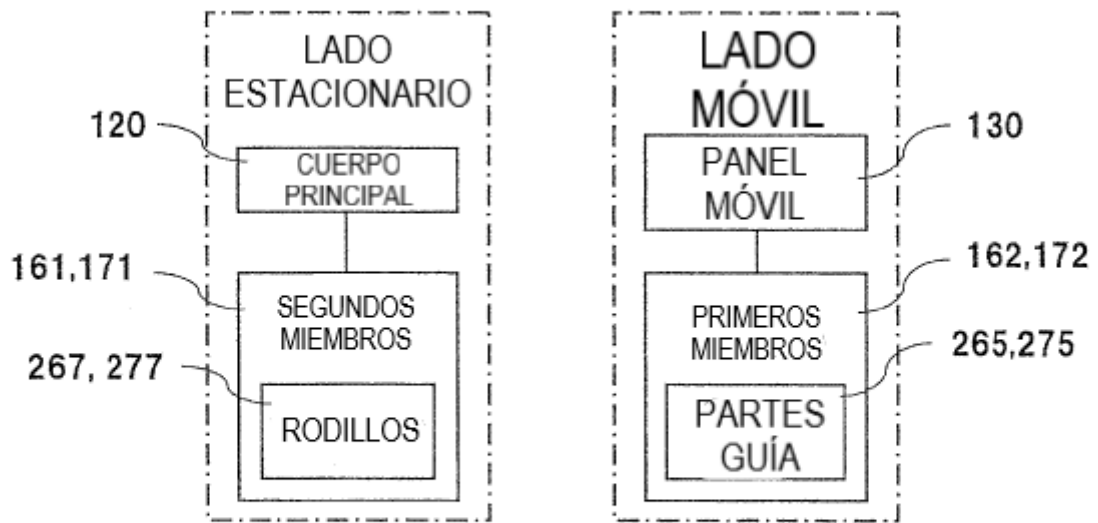 LADO
ESTACIONARIO
120
CUERPO
PRINCIPAL
161,171
SEGUNDOS
MIEMBROS
267, 277
RODILLOS
LADO
MÓVIL
130
PANEL
MÓVIL
162,172
PRIMEROS
MIEMBROS
265,275
PARTES
GUÍA